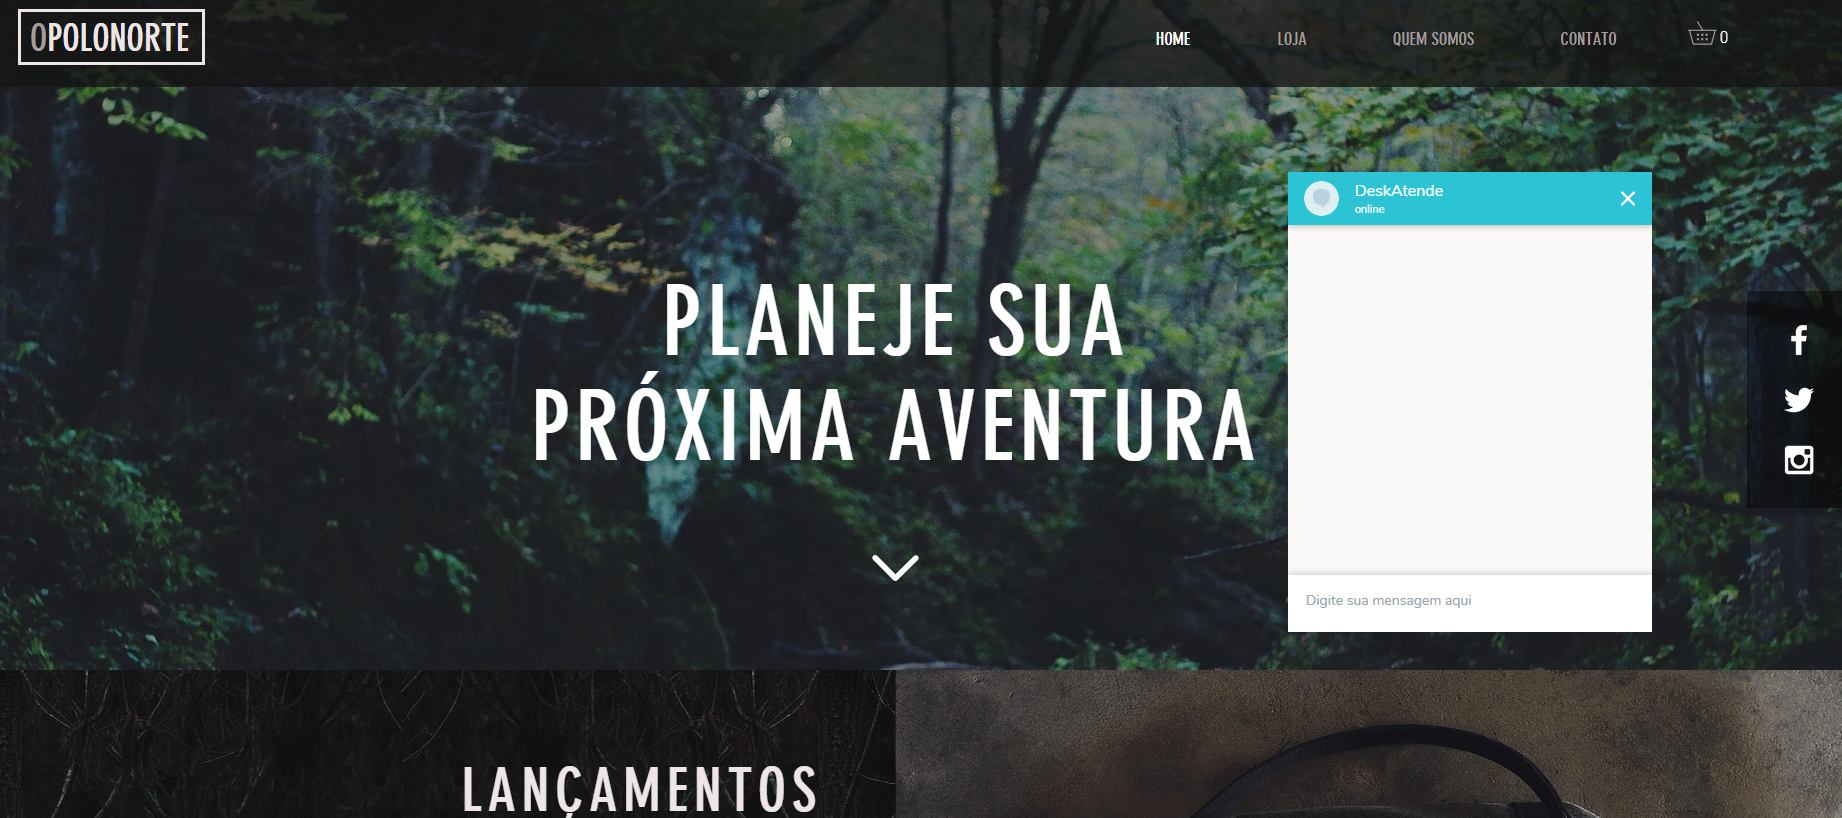 OPOLONORTE
HOME
LOJA
QUEM SOMOS
CONTATO
0
DeskAtende
online
PLANEJE SUA
PRÓXIMA AVENTURA
Digite sua mensagem aqui
LANÇAMENTOS